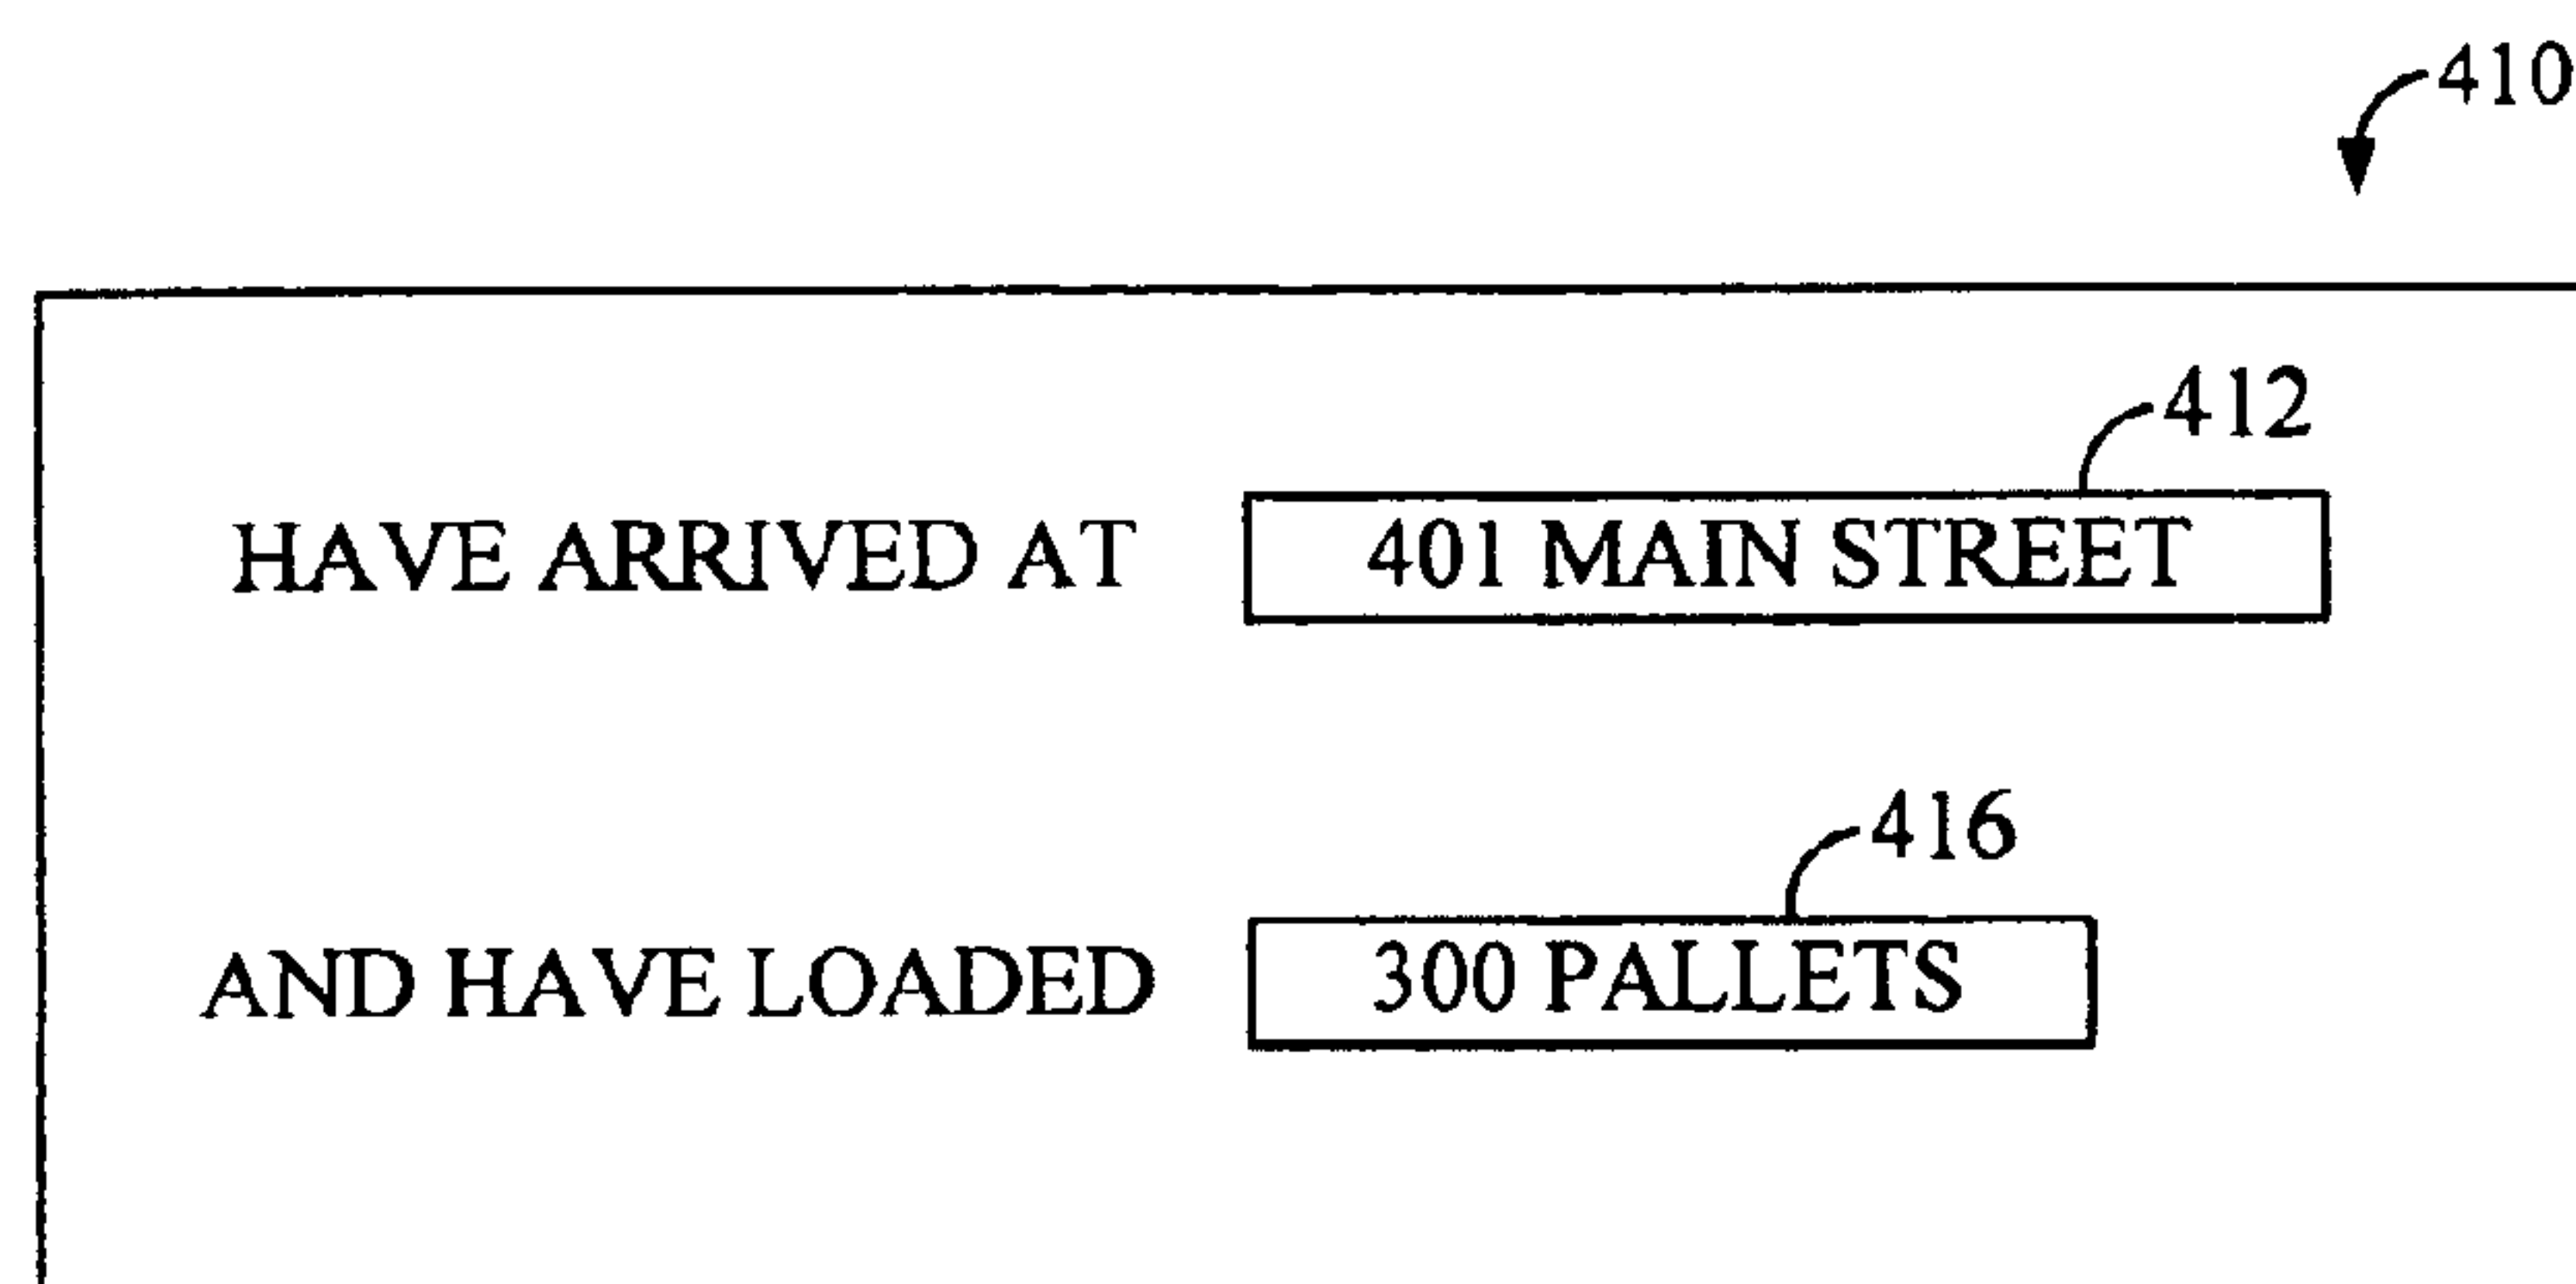 410
412
HAVE ARRIVED AT 401 MAIN STREET
416
AND HAVE LOADED 300 PALLETS